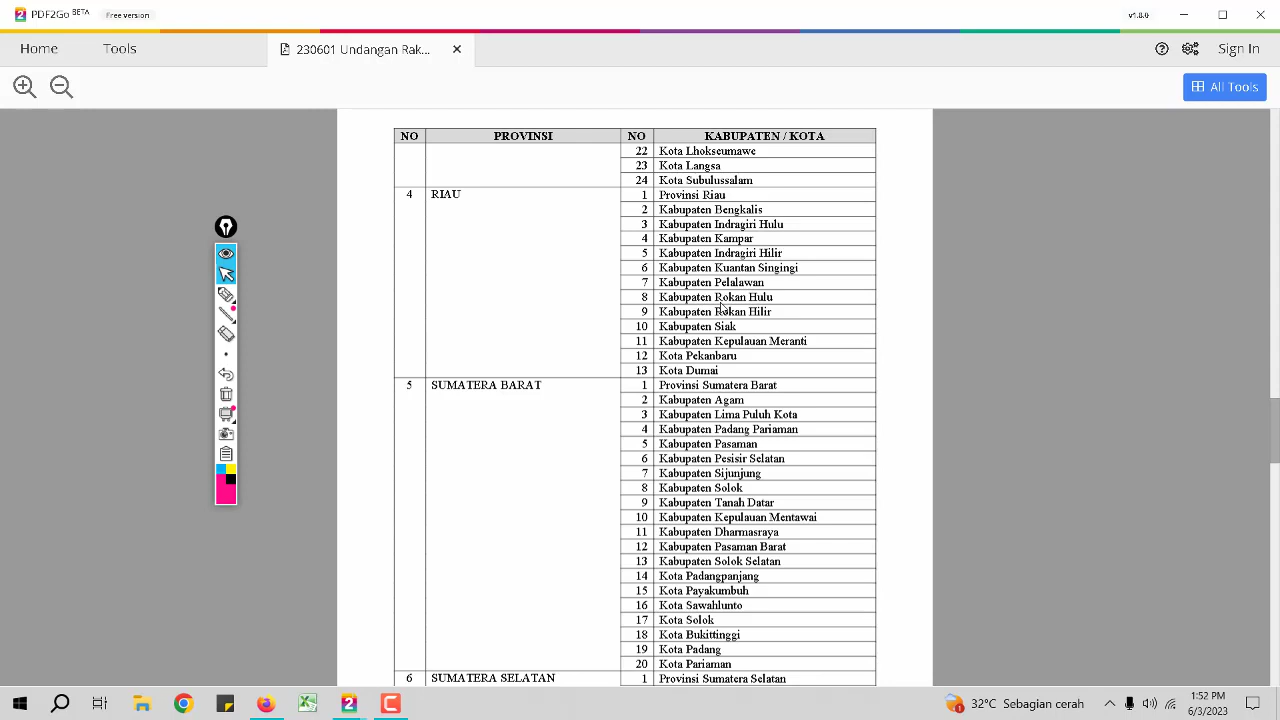 PDF2Go BETA Free version v1.8.0
Home Tools 230601 Undangan Rak... Sign In
All Tools
NO PROVINSI NO KABUPATEN / KOTA
22 Kota Lhokseumawe
23 Kota Langsa
24 Kota Subulussalam
4 RIAU 1 Provinsi Riau
2 Kabupaten Bengkalis
3 Kabupaten Indragiri Hulu
4 Kabupaten Kampar
5 Kabupaten Indragiri Hilir
6 Kabupaten Kuantan Singingi
7 Kabupaten Pelalawan
8 Kabupaten Rokan Hulu
9 Kabupaten Rokan Hilir
10 Kabupaten Siak
11 Kabupaten Kepulauan Meranti
12 Kota Pekanbaru
13 Kota Dumai
5 SUMATERA BARAT 1 Provinsi Sumatera Barat
2 Kabupaten Agam
3 Kabupaten Lima Puluh Kota
4 Kabupaten Padang Pariaman
5 Kabupaten Pasaman
6 Kabupaten Pesisir Selatan
7 Kabupaten Sijunjung
8 Kabupaten Solok
9 Kabupaten Tanah Datar
10 Kabupaten Kepulauan Mentawai
11 Kabupaten Dharmasraya
12 Kabupaten Pasaman Barat
13 Kabupaten Solok Selatan
14 Kota Padangpanjang
15 Kota Payakumbuh
16 Kota Sawahlunto
17 Kota Solok
18 Kota Bukittinggi
19 Kota Padang
20 Kota Pariaman
6 SUMATERA SELATAN 1 Provinsi Sumatera Selatan
32°C Sebagian cerah 1:52 PM
6/3/2023